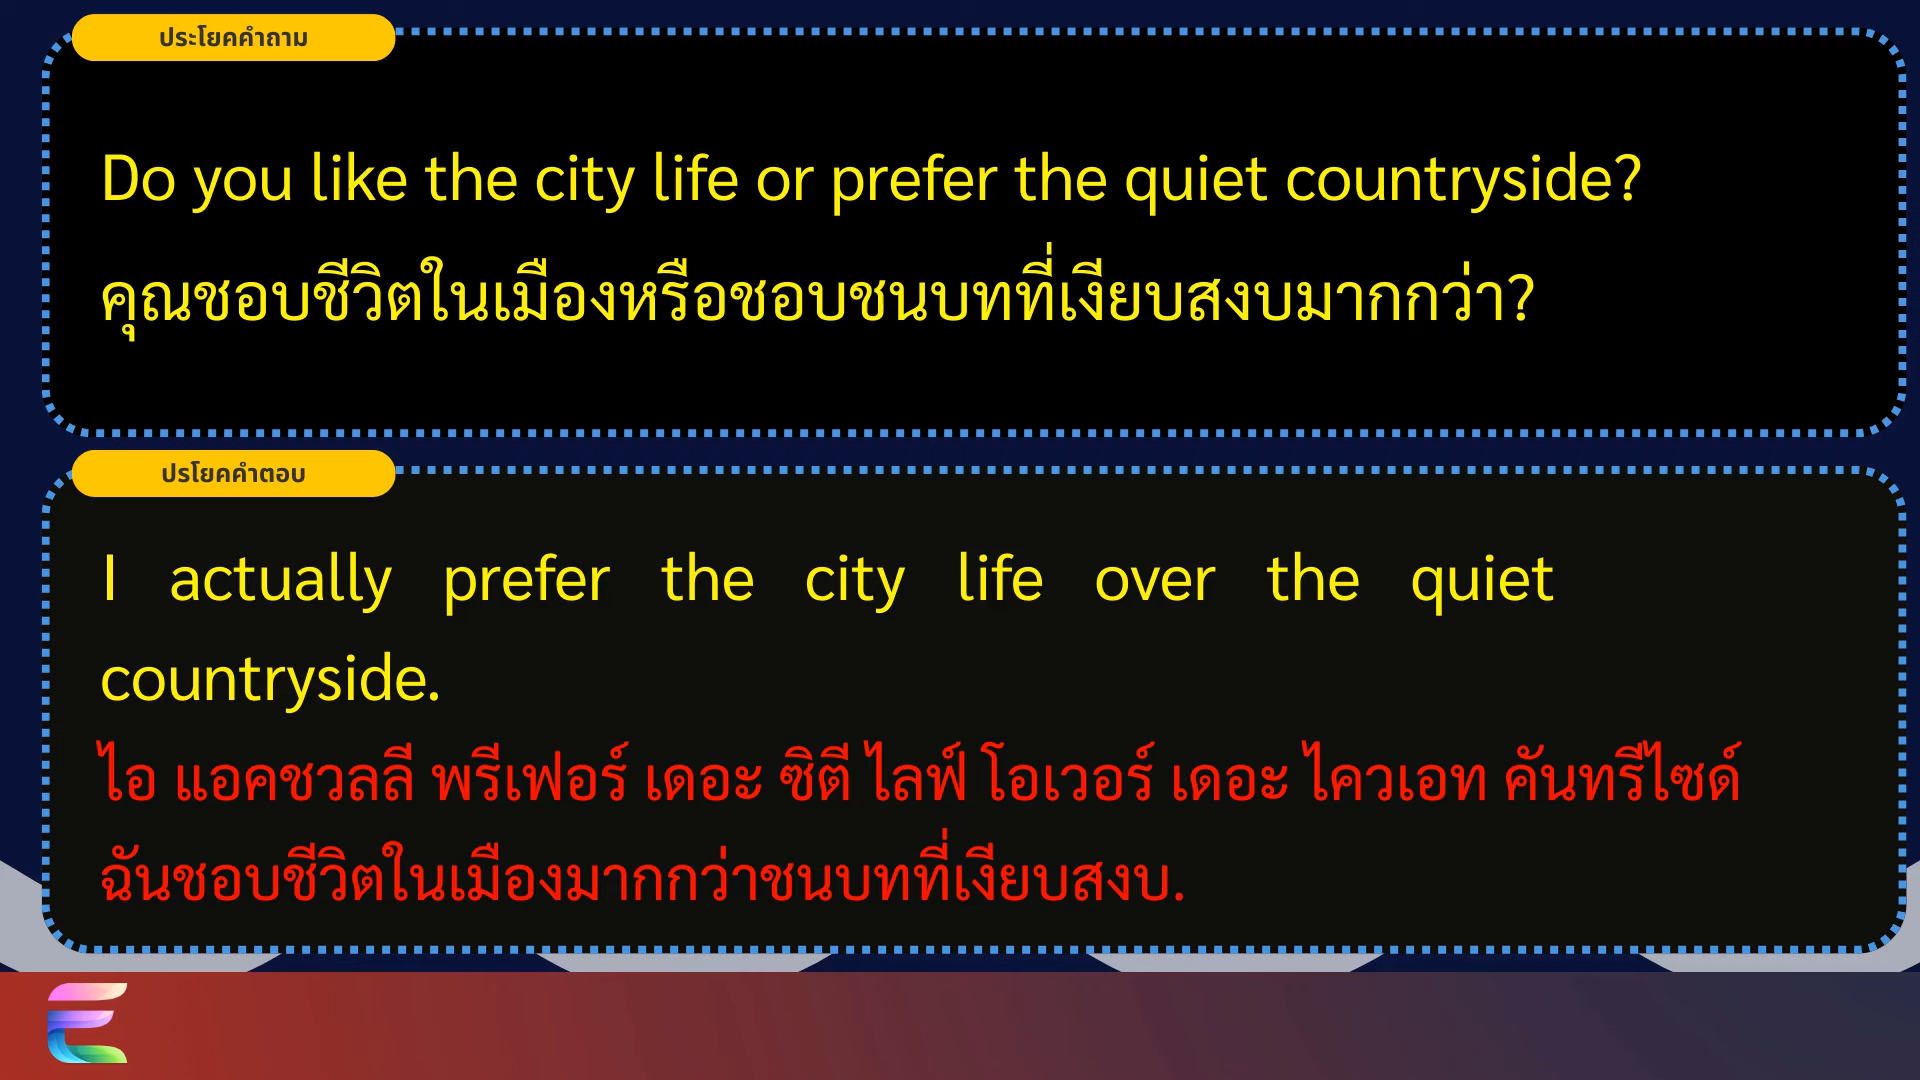 ประโยคคำถาม
Do you like the city life or prefer the quiet countryside?
คุณชอบชีวิตในเมืองหรือชอบชนบทที่เงียบสงบมากกว่า?
ปรโยคคำตอบ
I actually prefer the city life over the quiet
countryside.
ไอ แอคชวลลี พรีเฟอร์ เดอะ ซิตี ไลฟ์ โอเวอร์ เดอะ ไควเอท คันทรีไซด์
ฉันชอบชีวิตในเมืองมากกว่าชนบทที่เงียบสงบ.